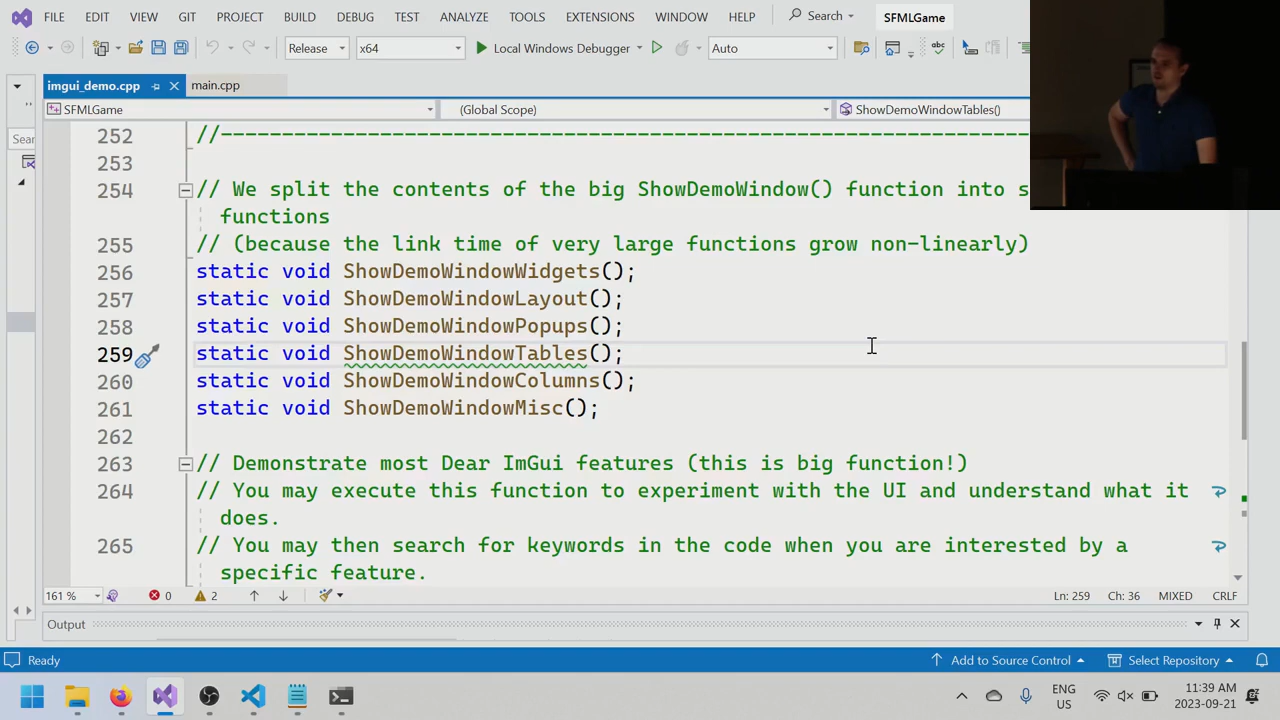 FILE EDIT VIEW GIT PROJECT BUILD DEBUG TEST ANALYZE TOOLS EXTENSIONS WINDOW HELP Search SFMLGame
Release x64 Local Windows Debugger Auto
imgui_demo.cpp main.cpp
SFMLGame (Global Scope) ShowDemoWindowTables()
Sear
252 //------------------------------------------------------------------
253
254 // We split the contents of the big ShowDemoWindow() function into s
functions
255 // (because the link time of very large functions grow non-linearly)
256 static void ShowDemoWindowWidgets();
257 static void ShowDemoWindowLayout();
258 static void ShowDemoWindowPopups();
259 static void ShowDemoWindowTables();
260 static void ShowDemoWindowColumns();
261 static void ShowDemoWindowMisc();
262
263 // Demonstrate most Dear ImGui features (this is big function!)
264 // You may execute this function to experiment with the UI and understand what it
does.
265 // You may then search for keywords in the code when you are interested by a
specific feature.
161 % 0 2 Ln: 259 Ch: 36 MIXED CRLF
Output
Ready Add to Source Control Select Repository
ENG 11:39 AM
US 2023-09-21